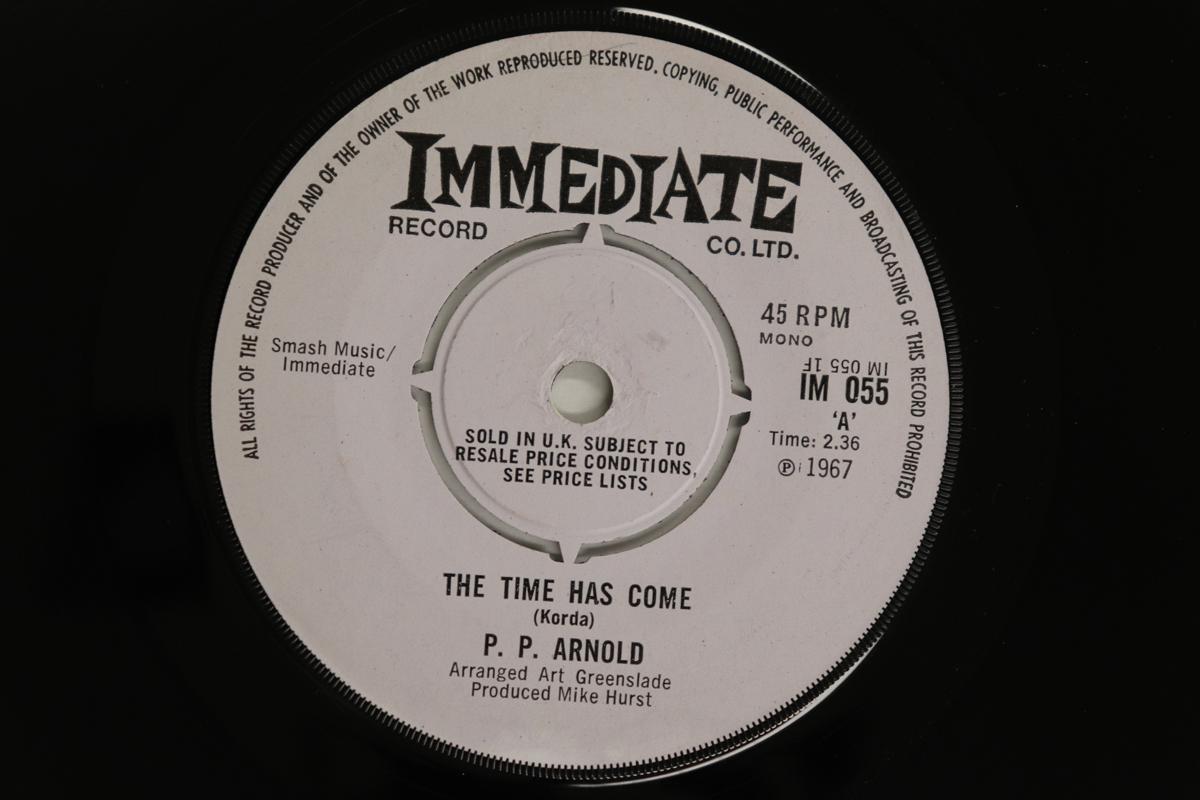 ALL RIGHTS OF THE RECORD PRODUCER AND OF THE OWNER OF THE WORK REPRODUCED RESERVED. COPYING, PUBLIC PERFORMANCE AND BROADCASTING OF THIS RECORD PROHIBITED
IMMEDIATE
RECORD CO. LTD.
45 RPM
MONO
Smash Music/
Immediate
IM 055 1F
IM 055
'A'
Time: 2.36
℗ 1967
SOLD IN U.K. SUBJECT TO
RESALE PRICE CONDITIONS,
SEE PRICE LISTS
THE TIME HAS COME
(Korda)
P. P. ARNOLD
Arranged Art Greenslade
Produced Mike Hurst